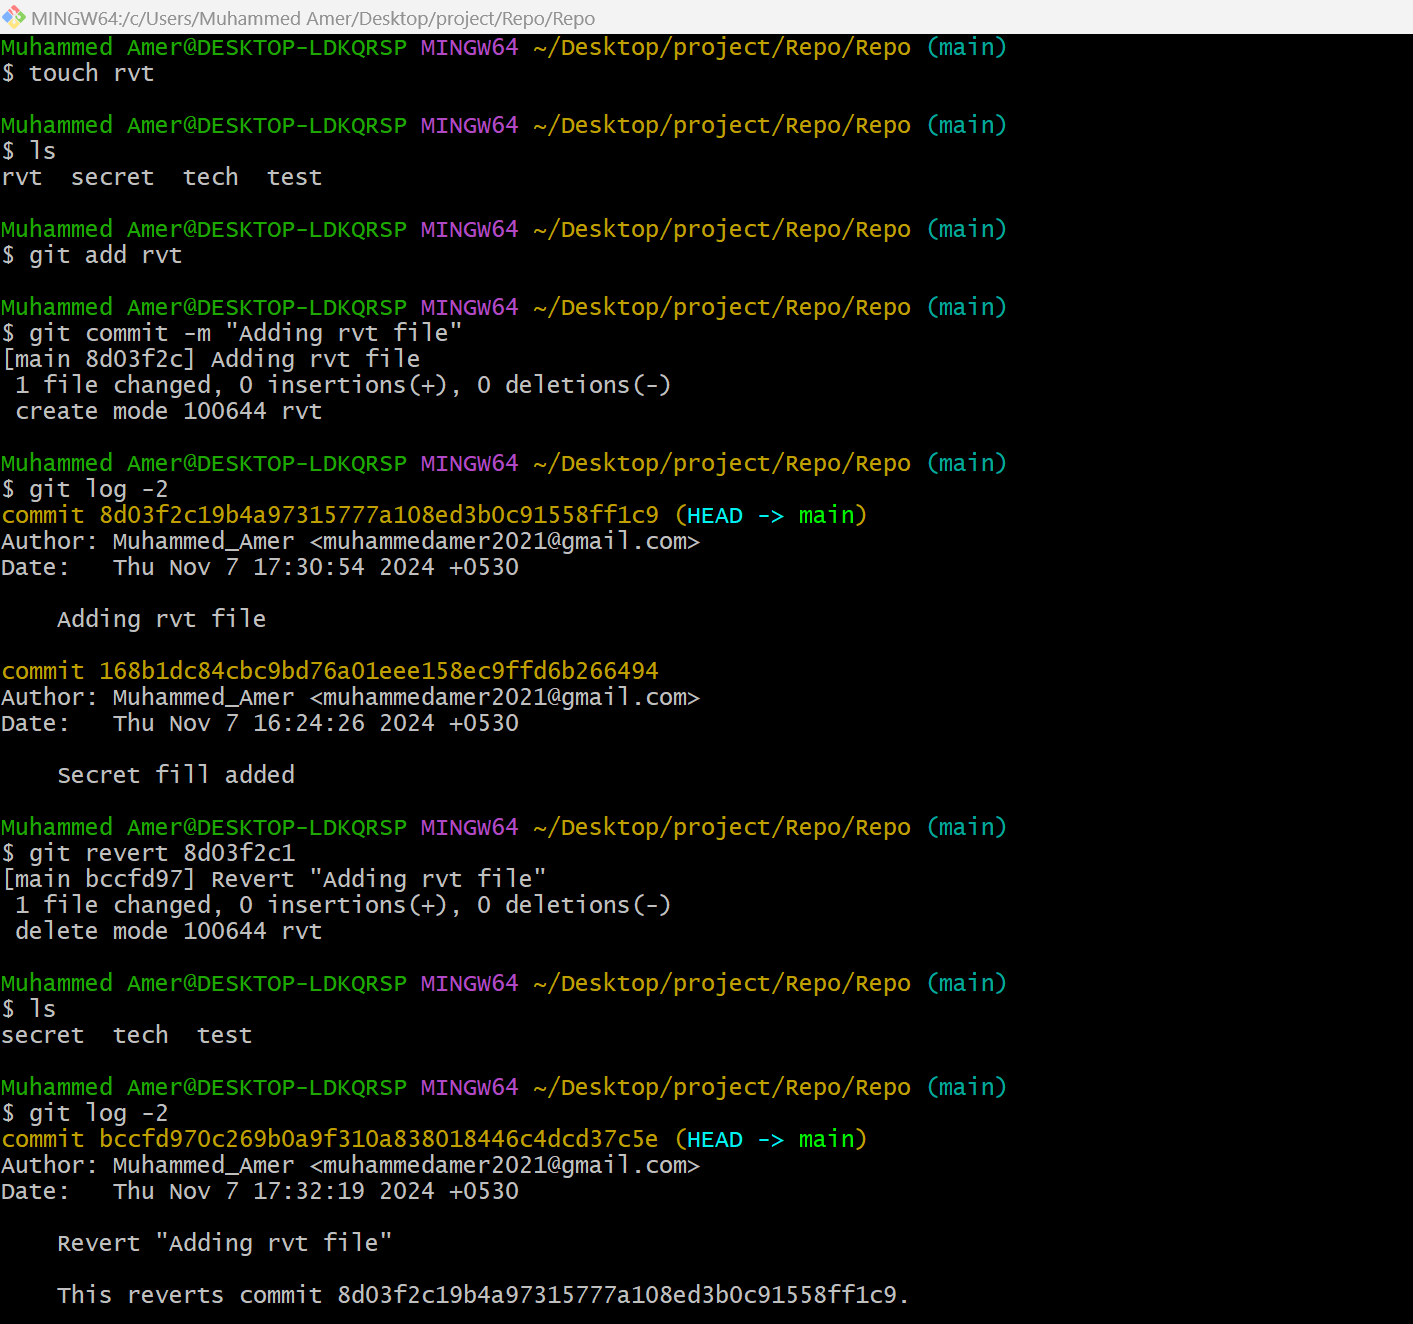 MINGW64:/c/Users/Muhammed Amer/Desktop/project/Repo/Repo
Muhammed Amer@DESKTOP-LDKQRSP MINGW64 ~/Desktop/project/Repo/Repo (main)
$ touch rvt
Muhammed Amer@DESKTOP-LDKQRSP MINGW64 ~/Desktop/project/Repo/Repo (main)
$ ls
rvt  secret  tech  test
Muhammed Amer@DESKTOP-LDKQRSP MINGW64 ~/Desktop/project/Repo/Repo (main)
$ git add rvt
Muhammed Amer@DESKTOP-LDKQRSP MINGW64 ~/Desktop/project/Repo/Repo (main)
$ git commit -m "Adding rvt file"
[main 8d03f2c] Adding rvt file
 1 file changed, 0 insertions(+), 0 deletions(-)
 create mode 100644 rvt
Muhammed Amer@DESKTOP-LDKQRSP MINGW64 ~/Desktop/project/Repo/Repo (main)
$ git log -2
commit 8d03f2c19b4a97315777a108ed3b0c91558ff1c9 (HEAD -> main)
Author: Muhammed_Amer <muhammedamer2021@gmail.com>
Date:   Thu Nov 7 17:30:54 2024 +0530
    Adding rvt file
commit 168b1dc84cbc9bd76a01eee158ec9ffd6b266494
Author: Muhammed_Amer <muhammedamer2021@gmail.com>
Date:   Thu Nov 7 16:24:26 2024 +0530
    Secret fill added
Muhammed Amer@DESKTOP-LDKQRSP MINGW64 ~/Desktop/project/Repo/Repo (main)
$ git revert 8d03f2c1
[main bccfd97] Revert "Adding rvt file"
 1 file changed, 0 insertions(+), 0 deletions(-)
 delete mode 100644 rvt
Muhammed Amer@DESKTOP-LDKQRSP MINGW64 ~/Desktop/project/Repo/Repo (main)
$ ls
secret  tech  test
Muhammed Amer@DESKTOP-LDKQRSP MINGW64 ~/Desktop/project/Repo/Repo (main)
$ git log -2
commit bccfd970c269b0a9f310a838018446c4dcd37c5e (HEAD -> main)
Author: Muhammed_Amer <muhammedamer2021@gmail.com>
Date:   Thu Nov 7 17:32:19 2024 +0530
    Revert "Adding rvt file"
    This reverts commit 8d03f2c19b4a97315777a108ed3b0c91558ff1c9.